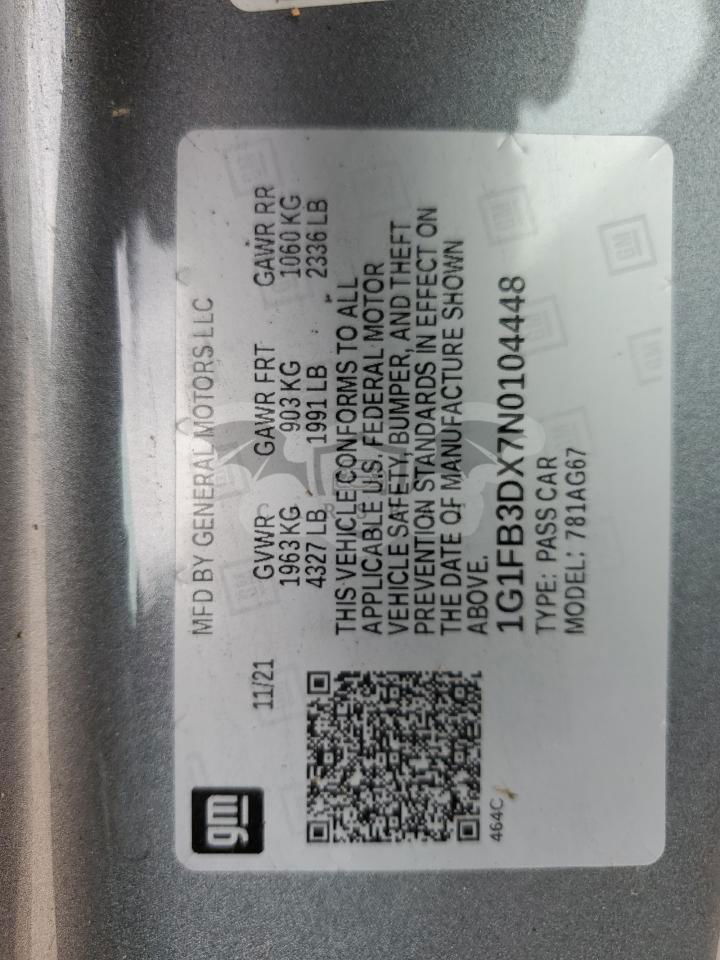 gm
MFD BY GENERAL MOTORS LLC
11/21
GVWR GAWR FRT GAWR RR
1963 KG 903 KG 1060 KG
4327 LB 1991 LB 2336 LB
THIS VEHICLE CONFORMS TO ALL
APPLICABLE U.S. FEDERAL MOTOR
VEHICLE SAFETY, BUMPER, AND THEFT
PREVENTION STANDARDS IN EFFECT ON
THE DATE OF MANUFACTURE SHOWN
ABOVE.
1G1FB3DX7N0104448
TYPE: PASS CAR
MODEL: 781AG67
464C